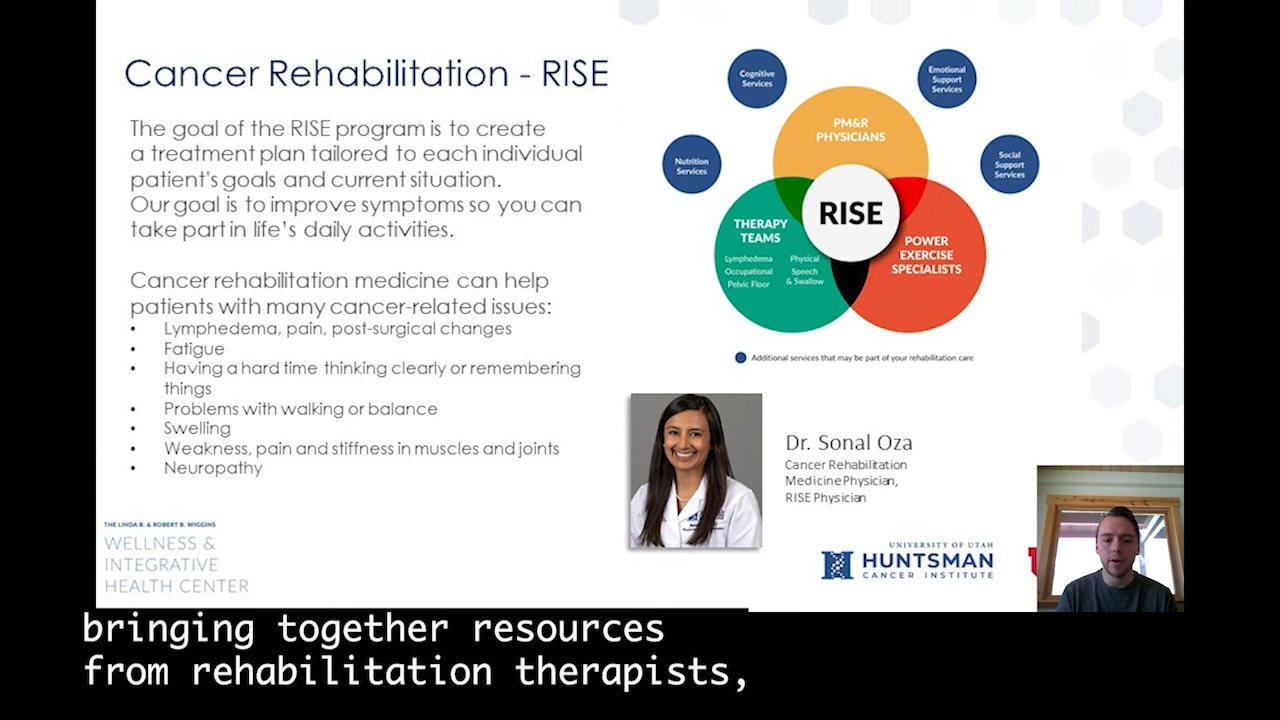 Cancer Rehabilitation - RISE
The goal of the RISE program is to create
a treatment plan tailored to each individual
patient's goals and current situation.
Our goal is to improve symptoms so you can
take part in life's daily activities.
Cancer rehabilitation medicine can help
patients with many cancer-related issues:
• Lymphedema, pain, post-surgical changes
• Fatigue
• Having a hard time thinking clearly or remembering
things
• Problems with walking or balance
• Swelling
• Weakness, pain and stiffness in muscles and joints
• Neuropathy
THE LINDA B. & ROBERT B. WIGGINS
WELLNESS &
INTEGRATIVE
HEALTH CENTER
Cognitive
Services
Emotional
Support
Services
Nutrition
Services
Social
Support
Services
PM&R
PHYSICIANS
RISE
THERAPY
TEAMS
Lymphedema
Occupational
Pelvic Floor
Physical
Speech
& Swallow
POWER
EXERCISE
SPECIALISTS
Additional services that may be part of your rehabilitation care
Dr. Sonal Oza
Cancer Rehabilitation
Medicine Physician,
RISE Physician
UNIVERSITY OF UTAH
HUNTSMAN
CANCER INSTITUTE
bringing together resources
from rehabilitation therapists,